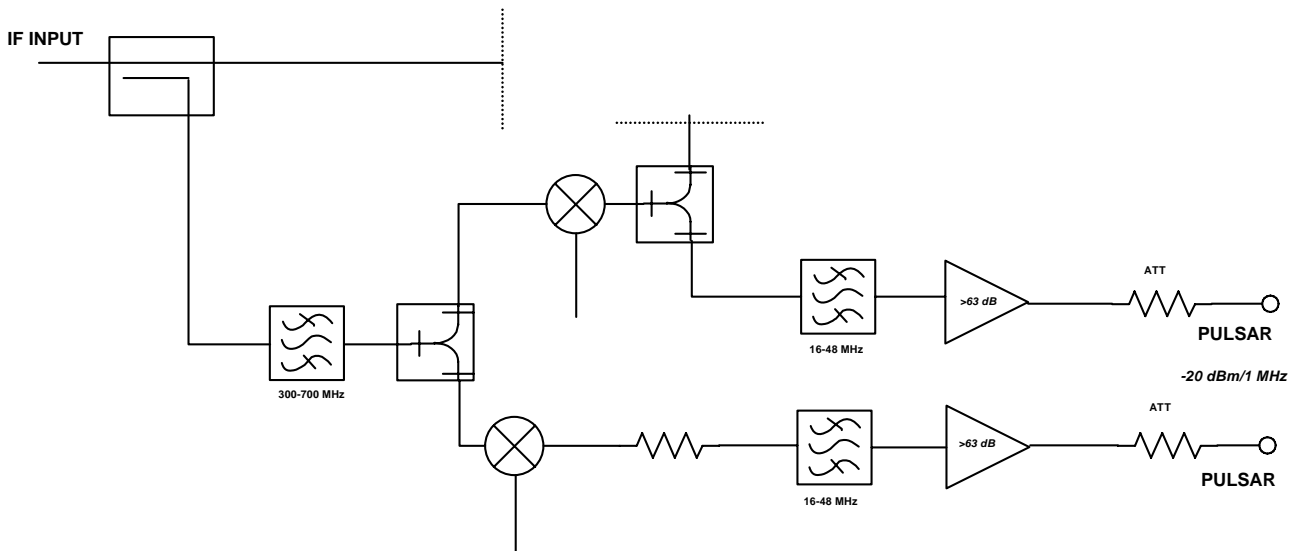 IF INPUT
ATT
>63 dB
PULSAR
16-48 MHz
-20 dBm/1 MHz
300-700 MHz
ATT
>63 dB
PULSAR
16-48 MHz